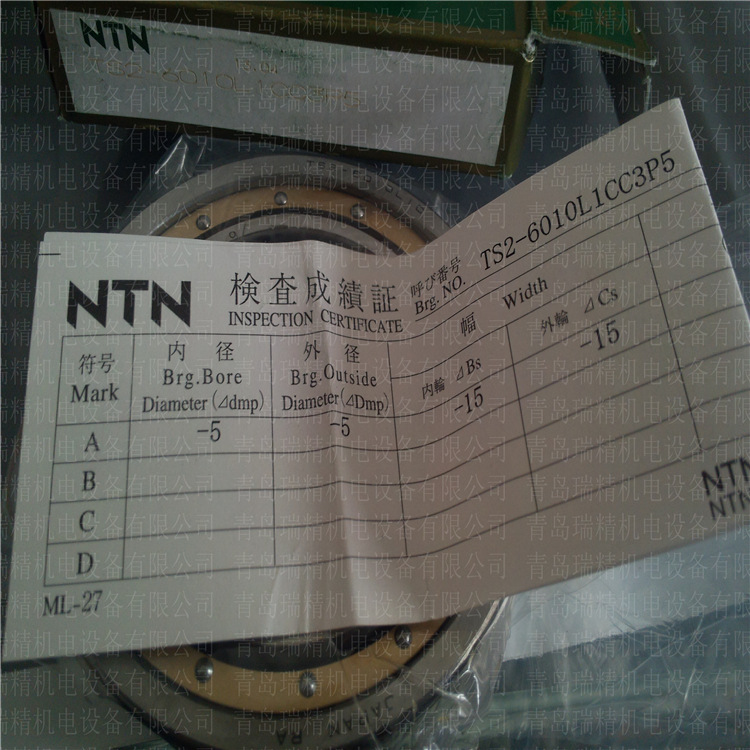 NTN
TS2-6010L1CC3P5
NTN
検査成績証
INSPECTION CERTIFICATE
呼び番号
Brg. NO.
TS2-6010L1CC3P5
符号
Mark
内 径
Brg.Bore
Diameter(⊿dmp)
外 径
Brg.Outside
Diameter(⊿Dmp)
幅 Width
内輪 ⊿Bs
外輪 ⊿Cs
A -5 -5 -15 -15
B
C
D
ML-27
NTN
NTN
JAPAN
青岛瑞精机电设备有限公司